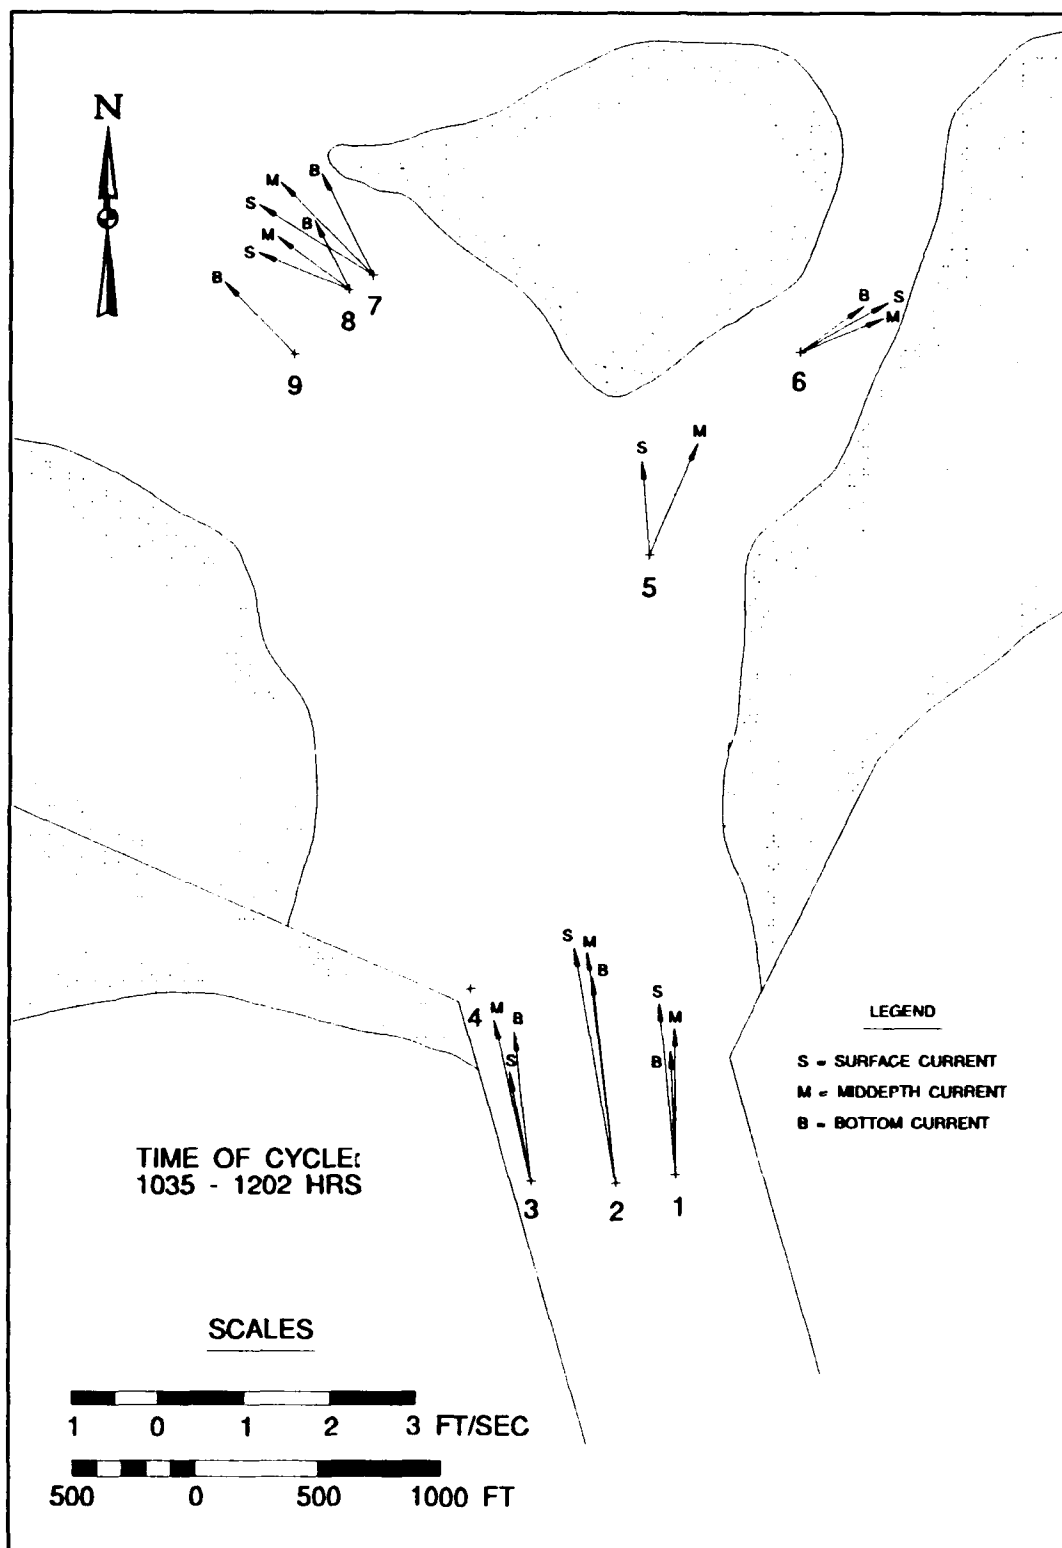 N
B
M
S
B
M
S
B
7
8
9
B
S
M
6
S
M
5
S
M
B
S
M
B
4
M
B
S
3
2
1
LEGEND
S = SURFACE CURRENT
M = MIDDEPTH CURRENT
B = BOTTOM CURRENT
TIME OF CYCLE:
1035 - 1202 HRS
SCALES
1 0 1 2 3 FT/SEC
500 0 500 1000 FT